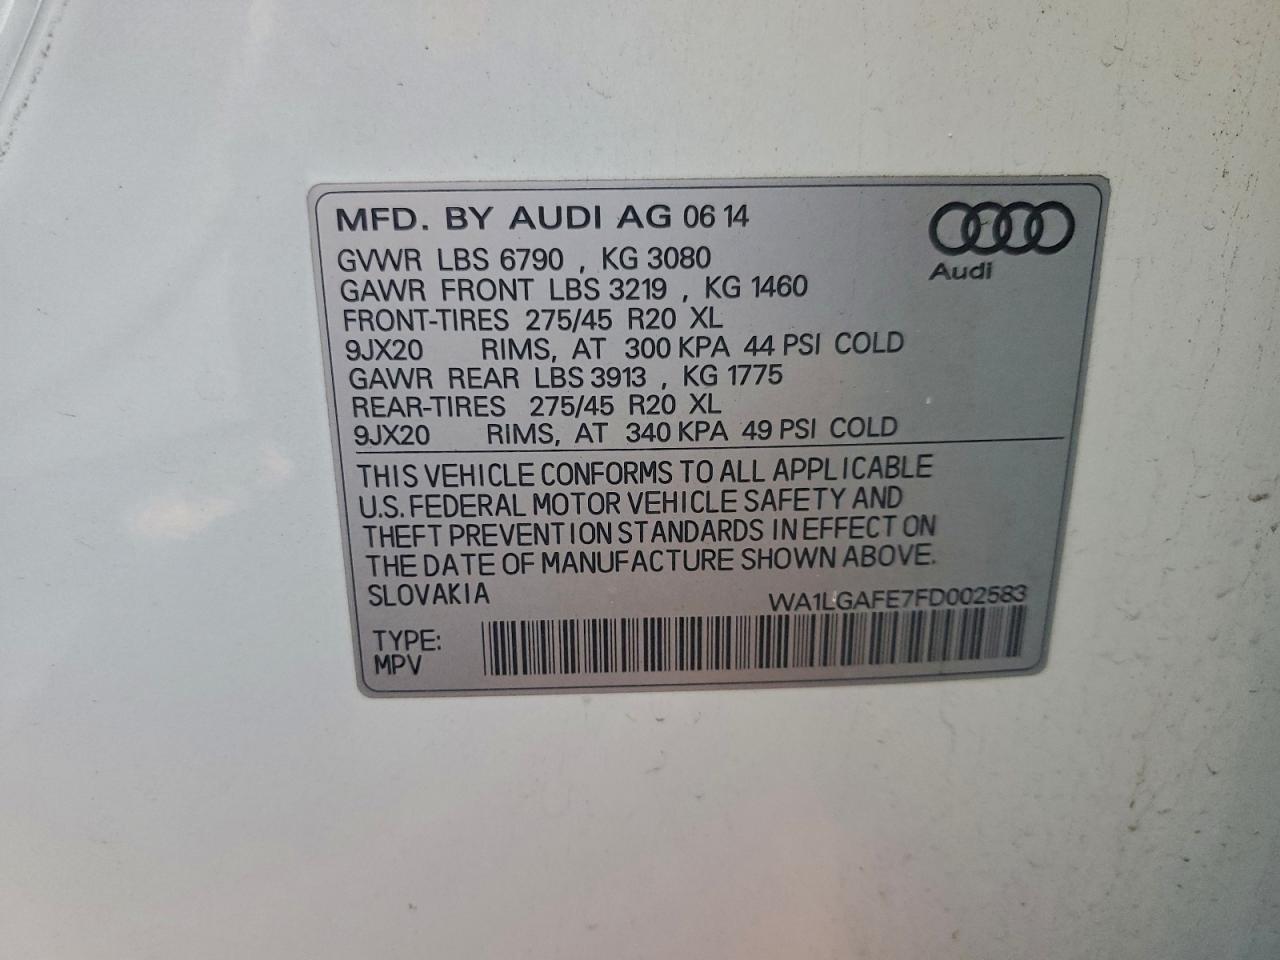 MFD. BY AUDI AG 06 14
Audi
GVWR LBS 6790 , KG 3080
GAWR FRONT LBS 3219 , KG 1460
FRONT-TIRES 275/45 R20 XL
9JX20 RIMS, AT 300 KPA 44 PSI COLD
GAWR REAR LBS 3913 , KG 1775
REAR-TIRES 275/45 R20 XL
9JX20 RIMS, AT 340 KPA 49 PSI COLD
THIS VEHICLE CONFORMS TO ALL APPLICABLE
U.S. FEDERAL MOTOR VEHICLE SAFETY AND
THEFT PREVENTION STANDARDS IN EFFECT ON
THE DATE OF MANUFACTURE SHOWN ABOVE.
SLOVAKIA
WA1LGAFE7FD002583
TYPE:
MPV